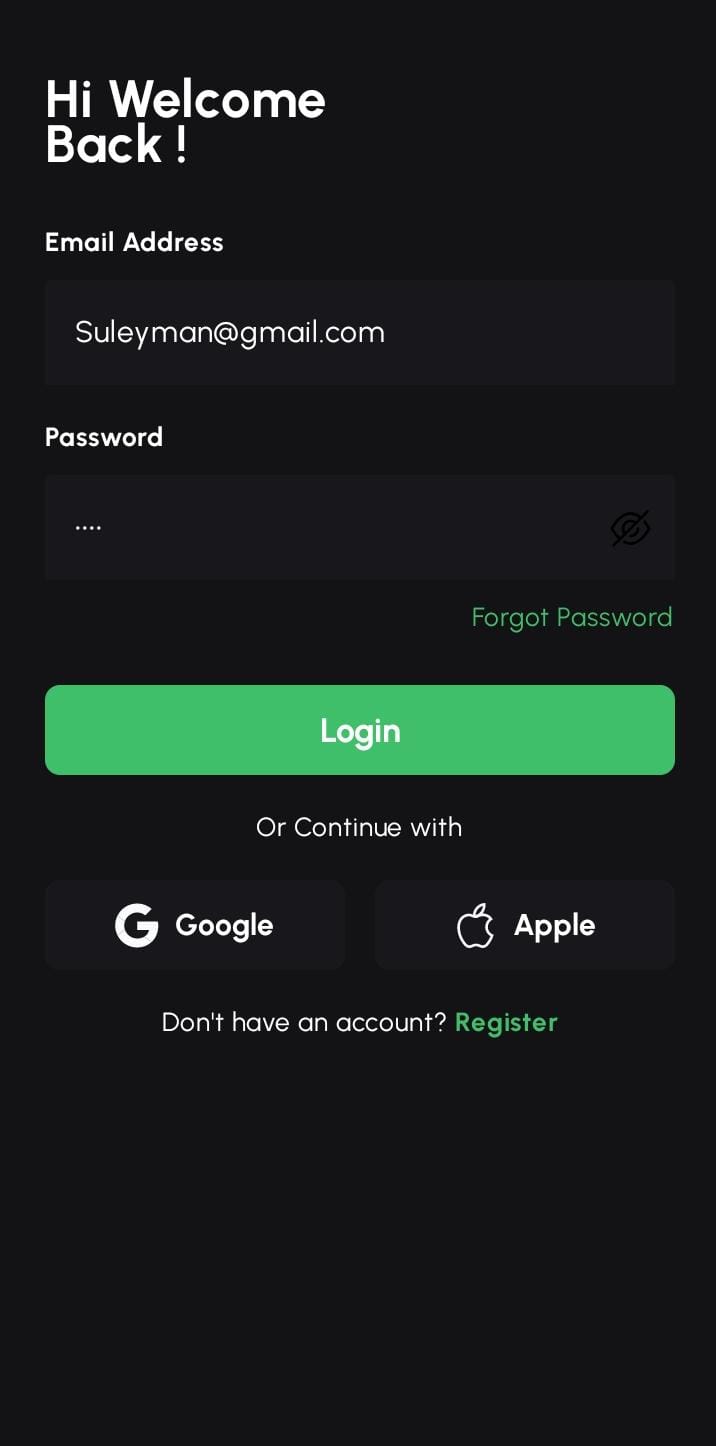 Hi Welcome
Back !
Email Address
Suleyman@gmail.com
Password
....
Forgot Password
Login
Or Continue with
Google
Apple
Don't have an account? Register